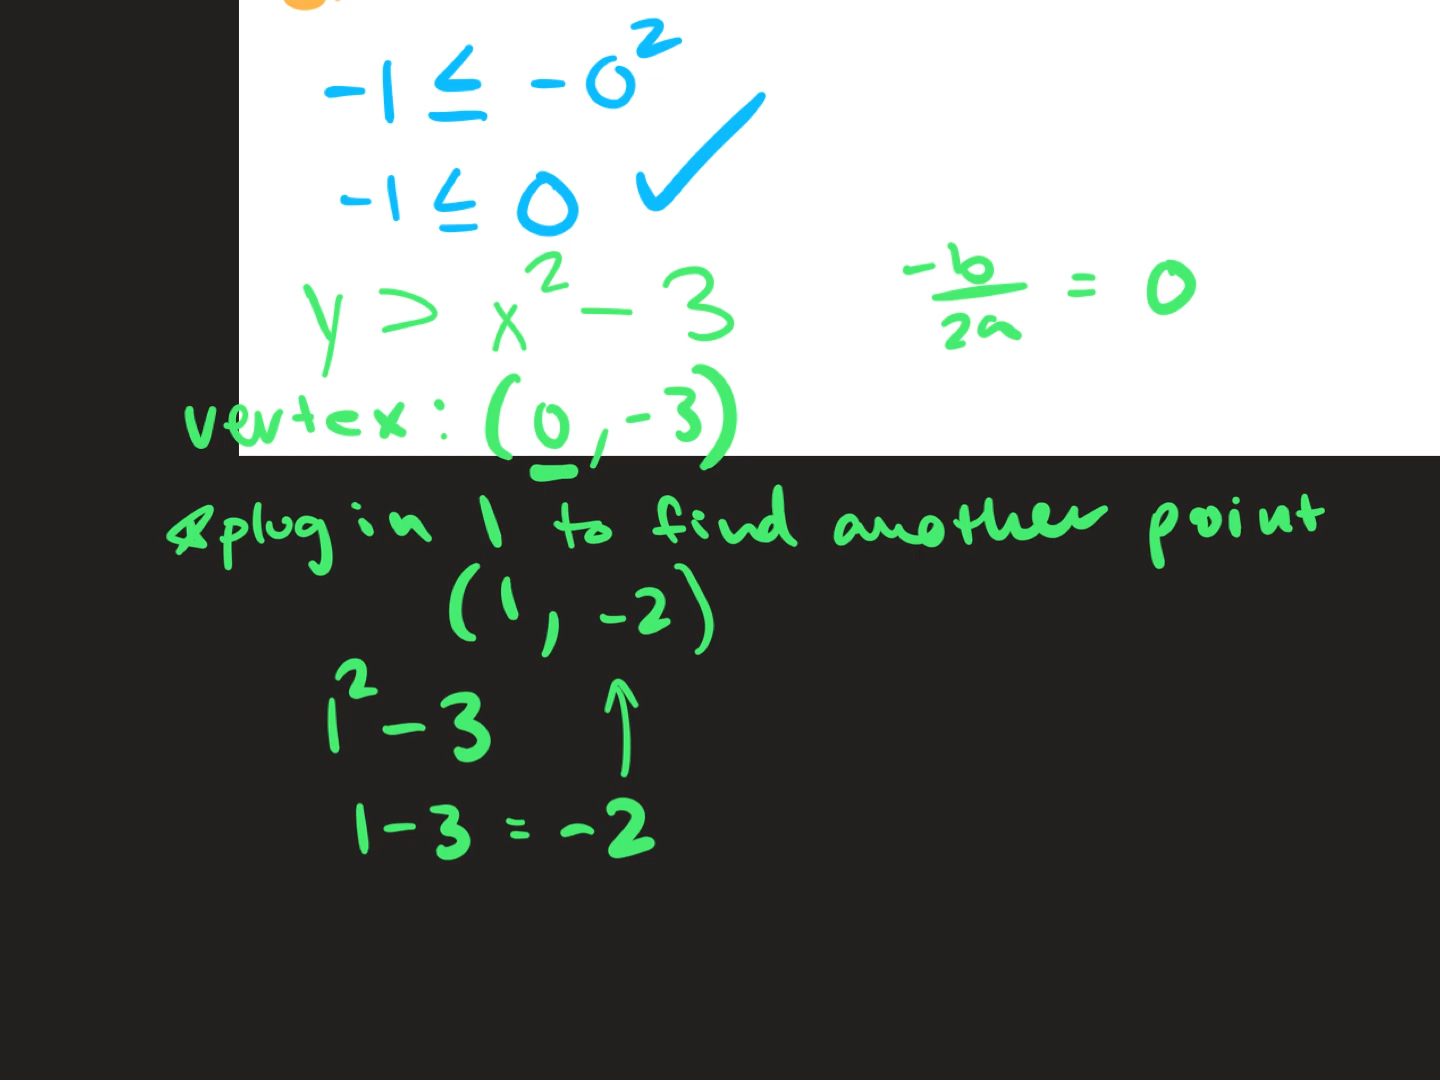 -1 ≤ -0²
-1 ≤ 0 ✓
y > x² - 3
-b/2a = 0
vertex: (0, -3)
*plug in 1 to find another point
(1, -2)
1² - 3 ↑
1 - 3 = -2